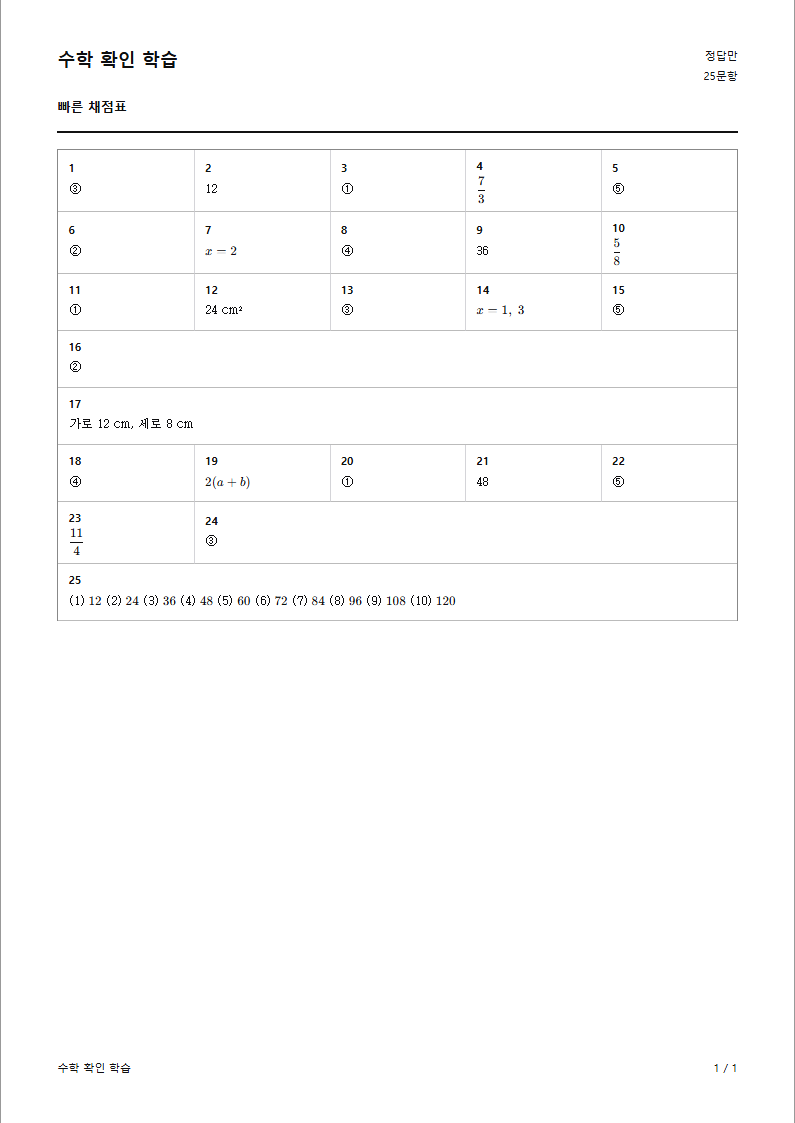 수학 확인 학습
정답만
25문항
빠른 채점표
1 2 3 4 5
③ 12 ① 7/3 ⑤
6 7 8 9 10
② x = 2 ④ 36 5/8
11 12 13 14 15
① 24 cm² ③ x = 1, 3 ⑤
16
②
17
가로 12 cm, 세로 8 cm
18 19 20 21 22
④ 2(a + b) ① 48 ⑤
23 24
11/4 ③
25
(1) 12 (2) 24 (3) 36 (4) 48 (5) 60 (6) 72 (7) 84 (8) 96 (9) 108 (10) 120
수학 확인 학습
1 / 1